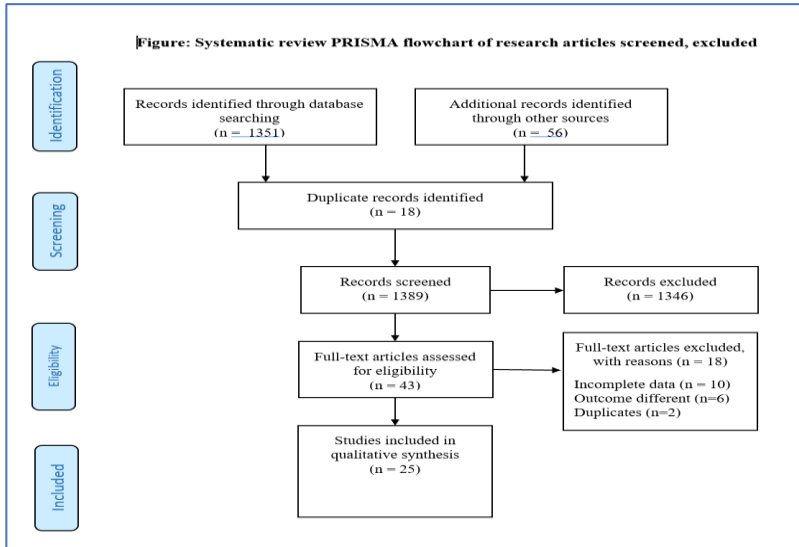 Figure: Systematic review PRISMA flowchart of research articles screened, excluded
Identification
Records identified through database
searching
(n = 1351)
Additional records identified
through other sources
(n = 56)
Screening
Duplicate records identified
(n = 18)
Records screened
(n = 1389)
Records excluded
(n = 1346)
Eligibility
Full-text articles assessed
for eligibility
(n = 43)
Full-text articles excluded,
with reasons (n = 18)
Incomplete data (n = 10)
Outcome different (n=6)
Duplicates (n=2)
Included
Studies included in
qualitative synthesis
(n = 25)